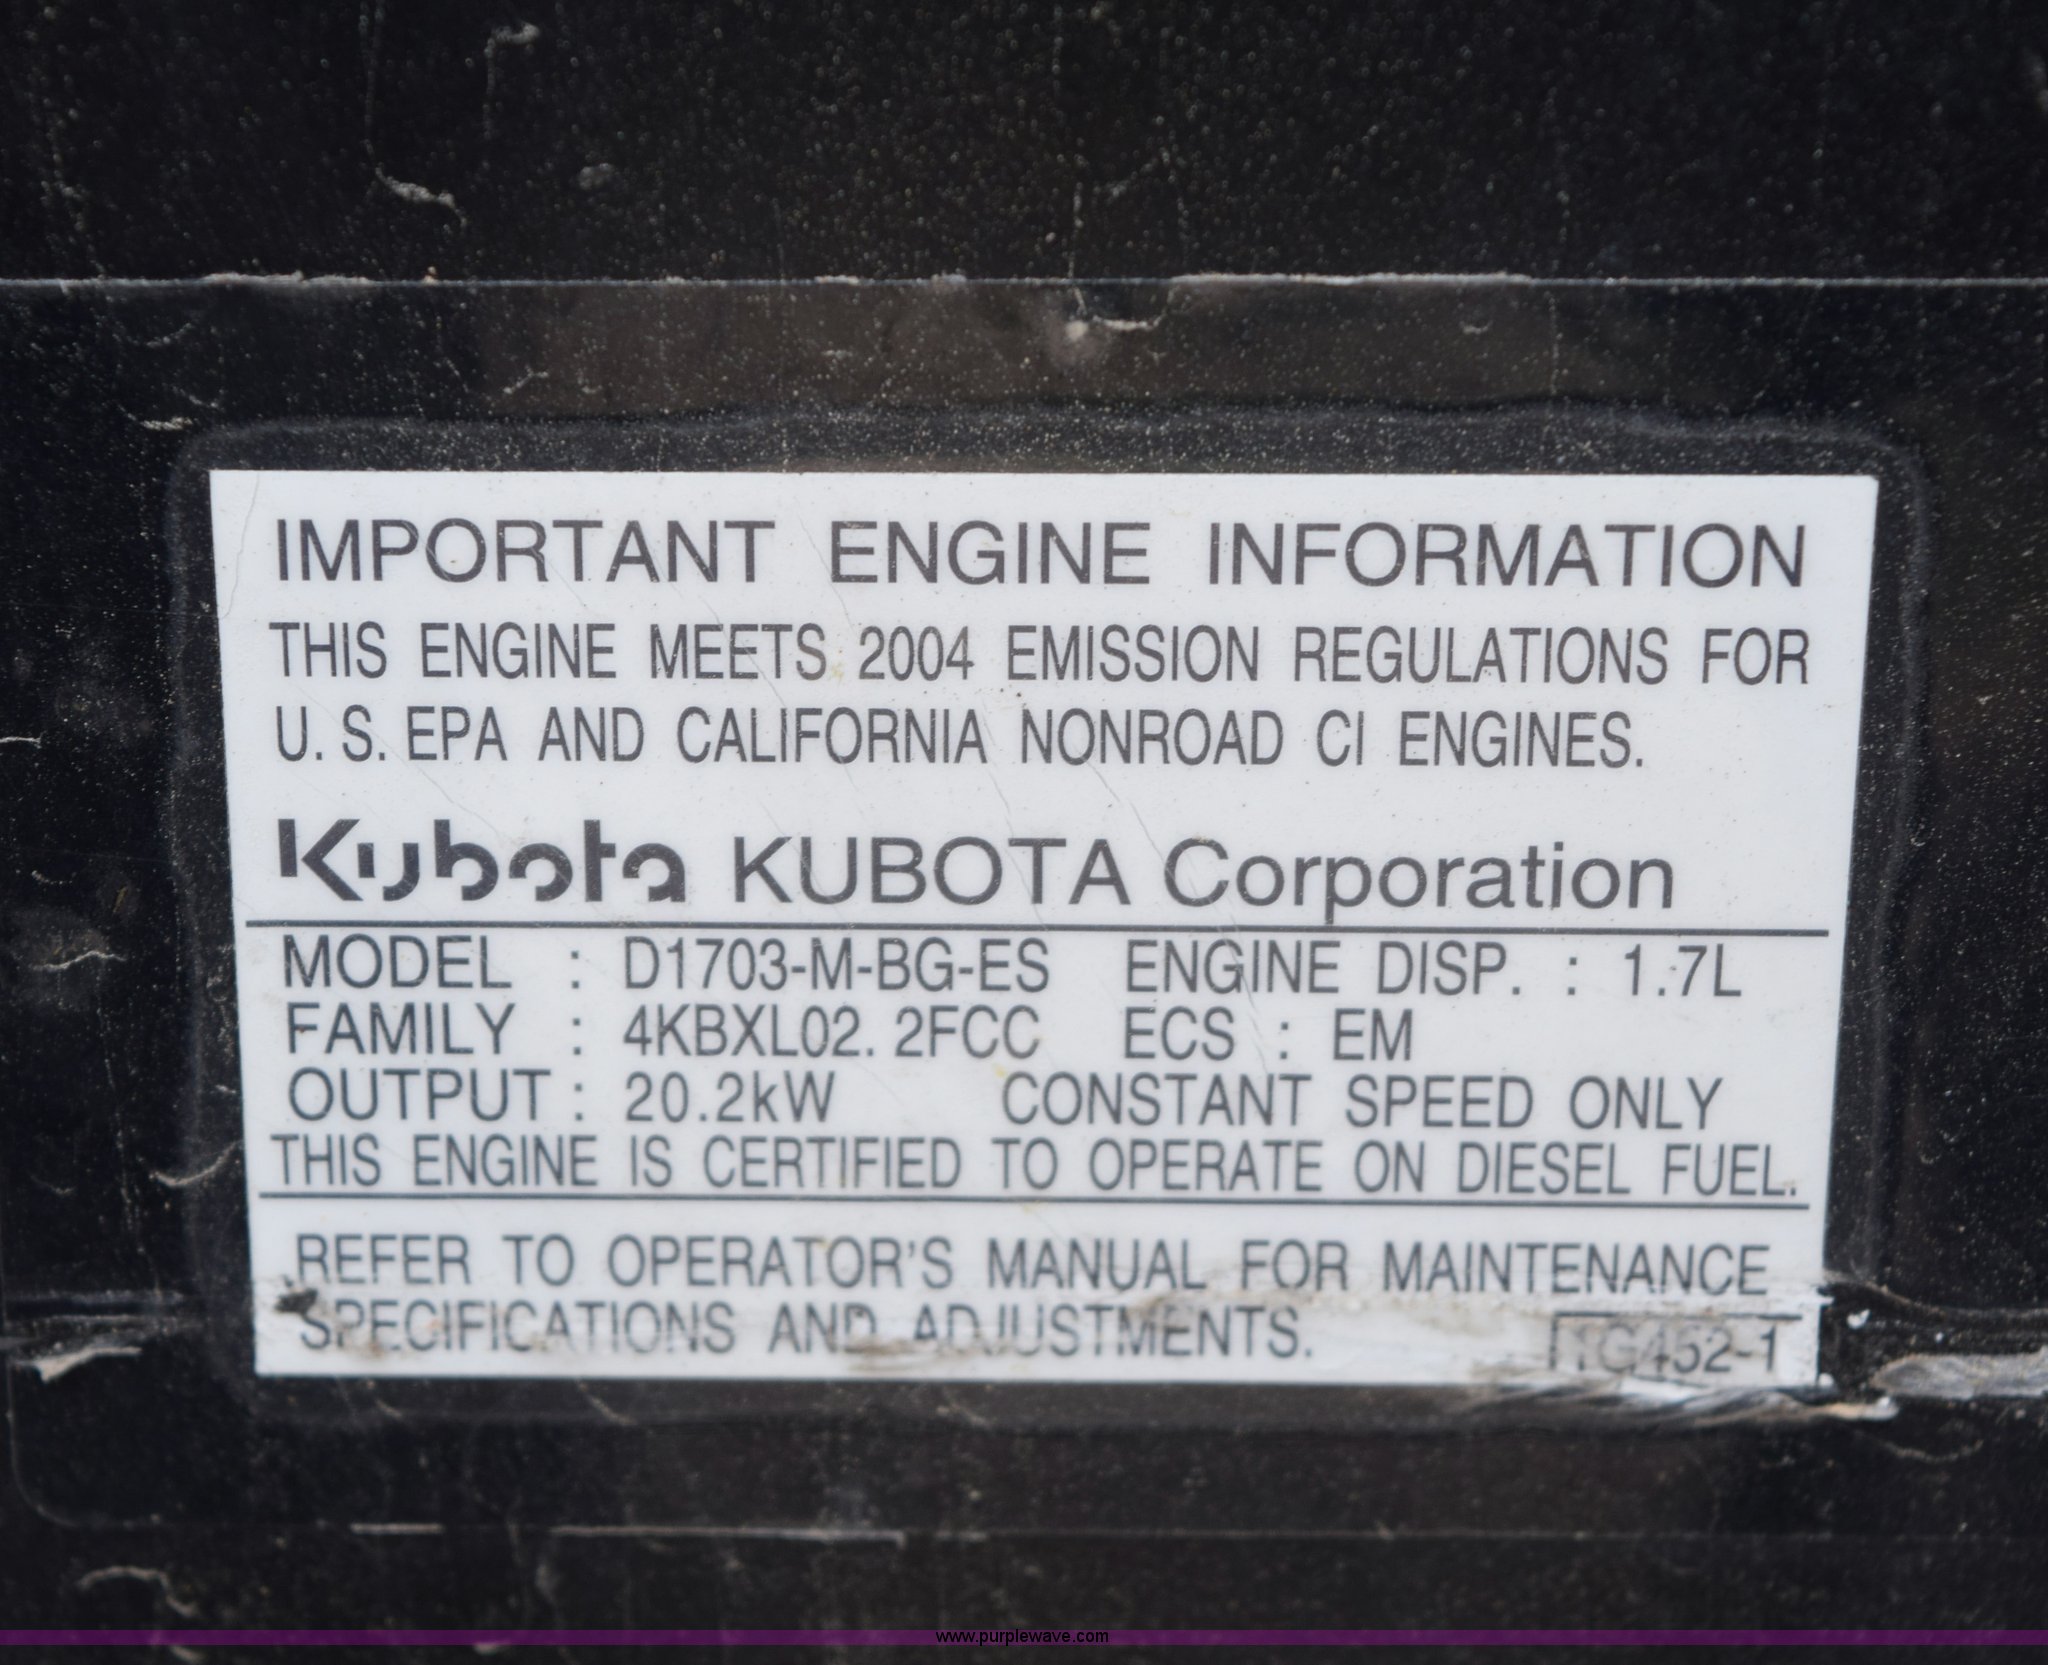 IMPORTANT ENGINE INFORMATION
THIS ENGINE MEETS 2004 EMISSION REGULATIONS FOR
U. S. EPA AND CALIFORNIA NONROAD CI ENGINES.
Kubota KUBOTA Corporation
MODEL : D1703-M-BG-ES ENGINE DISP. : 1.7L
FAMILY : 4KBXL02. 2FCC ECS : EM
OUTPUT : 20.2kW CONSTANT SPEED ONLY
THIS ENGINE IS CERTIFIED TO OPERATE ON DIESEL FUEL.
REFER TO OPERATOR'S MANUAL FOR MAINTENANCE
SPECIFICATIONS AND ADJUSTMENTS. 1G452-1
www.purplewave.com